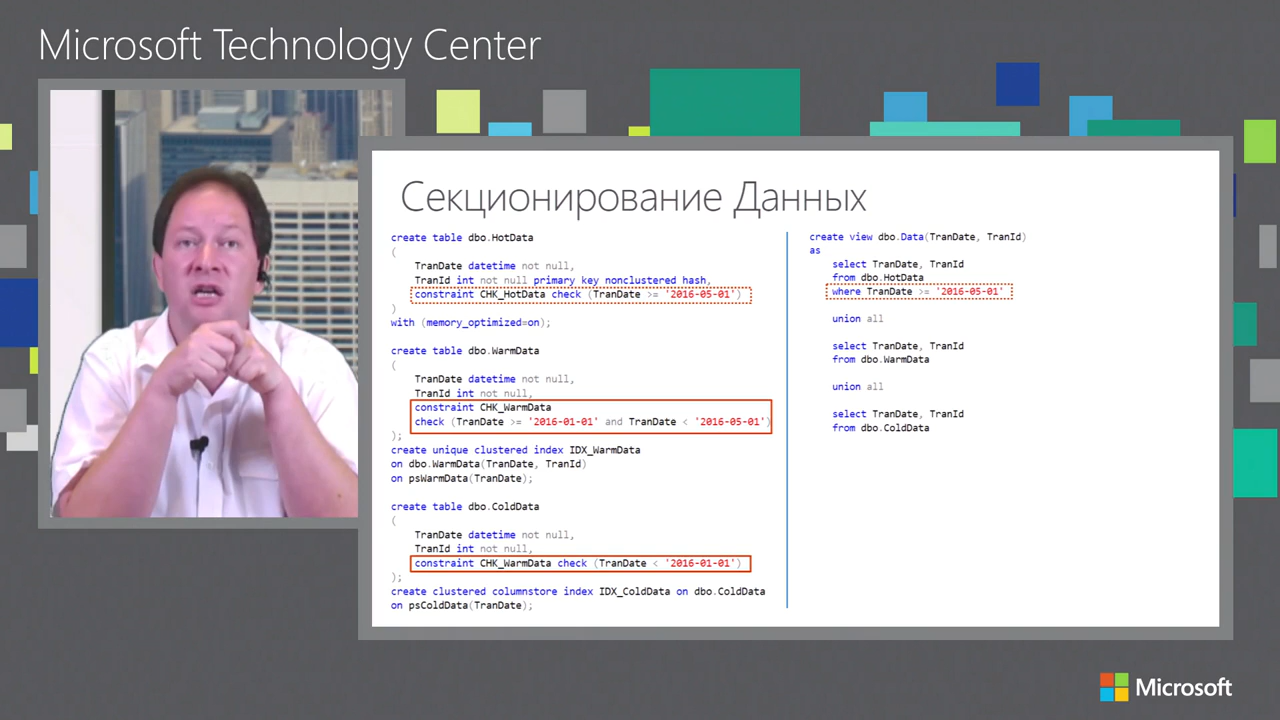 Microsoft Technology Center
Секционирование Данных
create table dbo.HotData
(
TranDate datetime not null,
TranId int not null primary key nonclustered hash,
constraint CHK_HotData check (TranDate >= '2016-05-01')
)
with (memory_optimized=on);
create table dbo.WarmData
(
TranDate datetime not null,
TranId int not null,
constraint CHK_WarmData
check (TranDate >= '2016-01-01' and TranDate < '2016-05-01')
);
create unique clustered index IDX_WarmData
on dbo.WarmData(TranDate, TranId)
on psWarmData(TranDate);
create table dbo.ColdData
(
TranDate datetime not null,
TranId int not null,
constraint CHK_WarmData check (TranDate < '2016-01-01')
);
create clustered columnstore index IDX_ColdData on dbo.ColdData
on psColdData(TranDate);
create view dbo.Data(TranDate, TranId)
as
select TranDate, TranId
from dbo.HotData
where TranDate >= '2016-05-01'
union all
select TranDate, TranId
from dbo.WarmData
union all
select TranDate, TranId
from dbo.ColdData
Microsoft